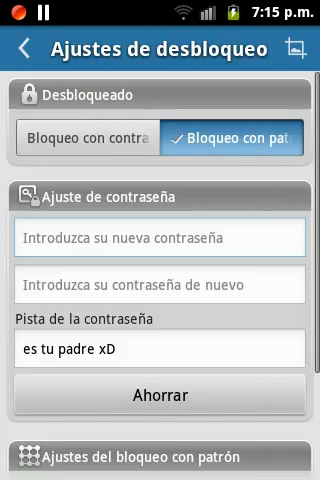 7:15 p.m.
Ajustes de desbloqueo
Desbloqueado
Bloqueo con contra
Bloqueo con pat
Ajuste de contraseña
Introduzca su nueva contraseña
Introduzca su contraseña de nuevo
Pista de la contraseña
es tu padre xD
Ahorrar
Ajustes del bloqueo con patrón